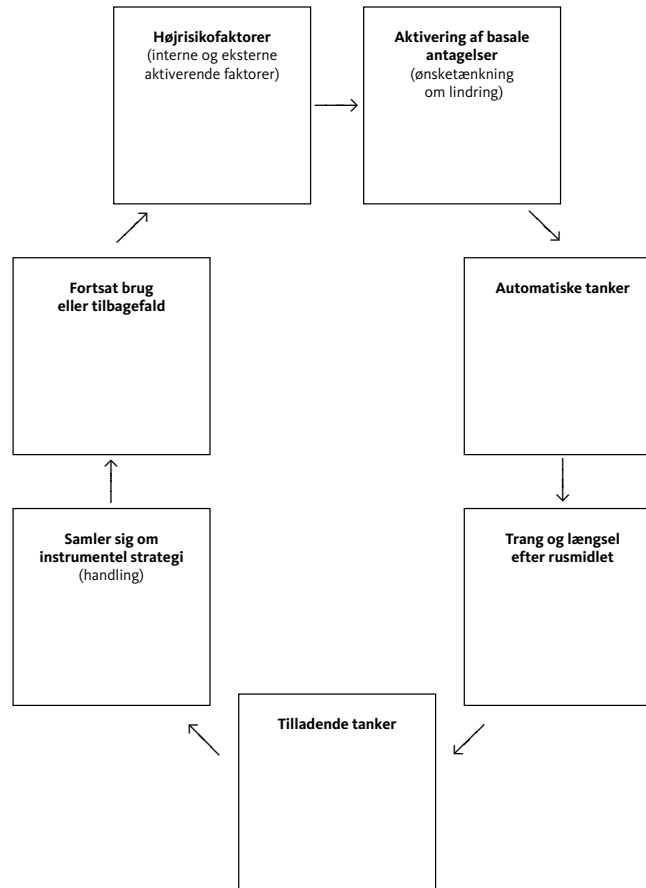 Højrisikofaktorer
(interne og eksterne
aktiverende faktorer)
Aktivering af basale
antagelser
(ønsketænkning
om lindring)
Automatiske tanker
Trang og længsel
efter rusmidlet
Tilladende tanker
Samler sig om
instrumentel strategi
(handling)
Fortsat brug
eller tilbagefald